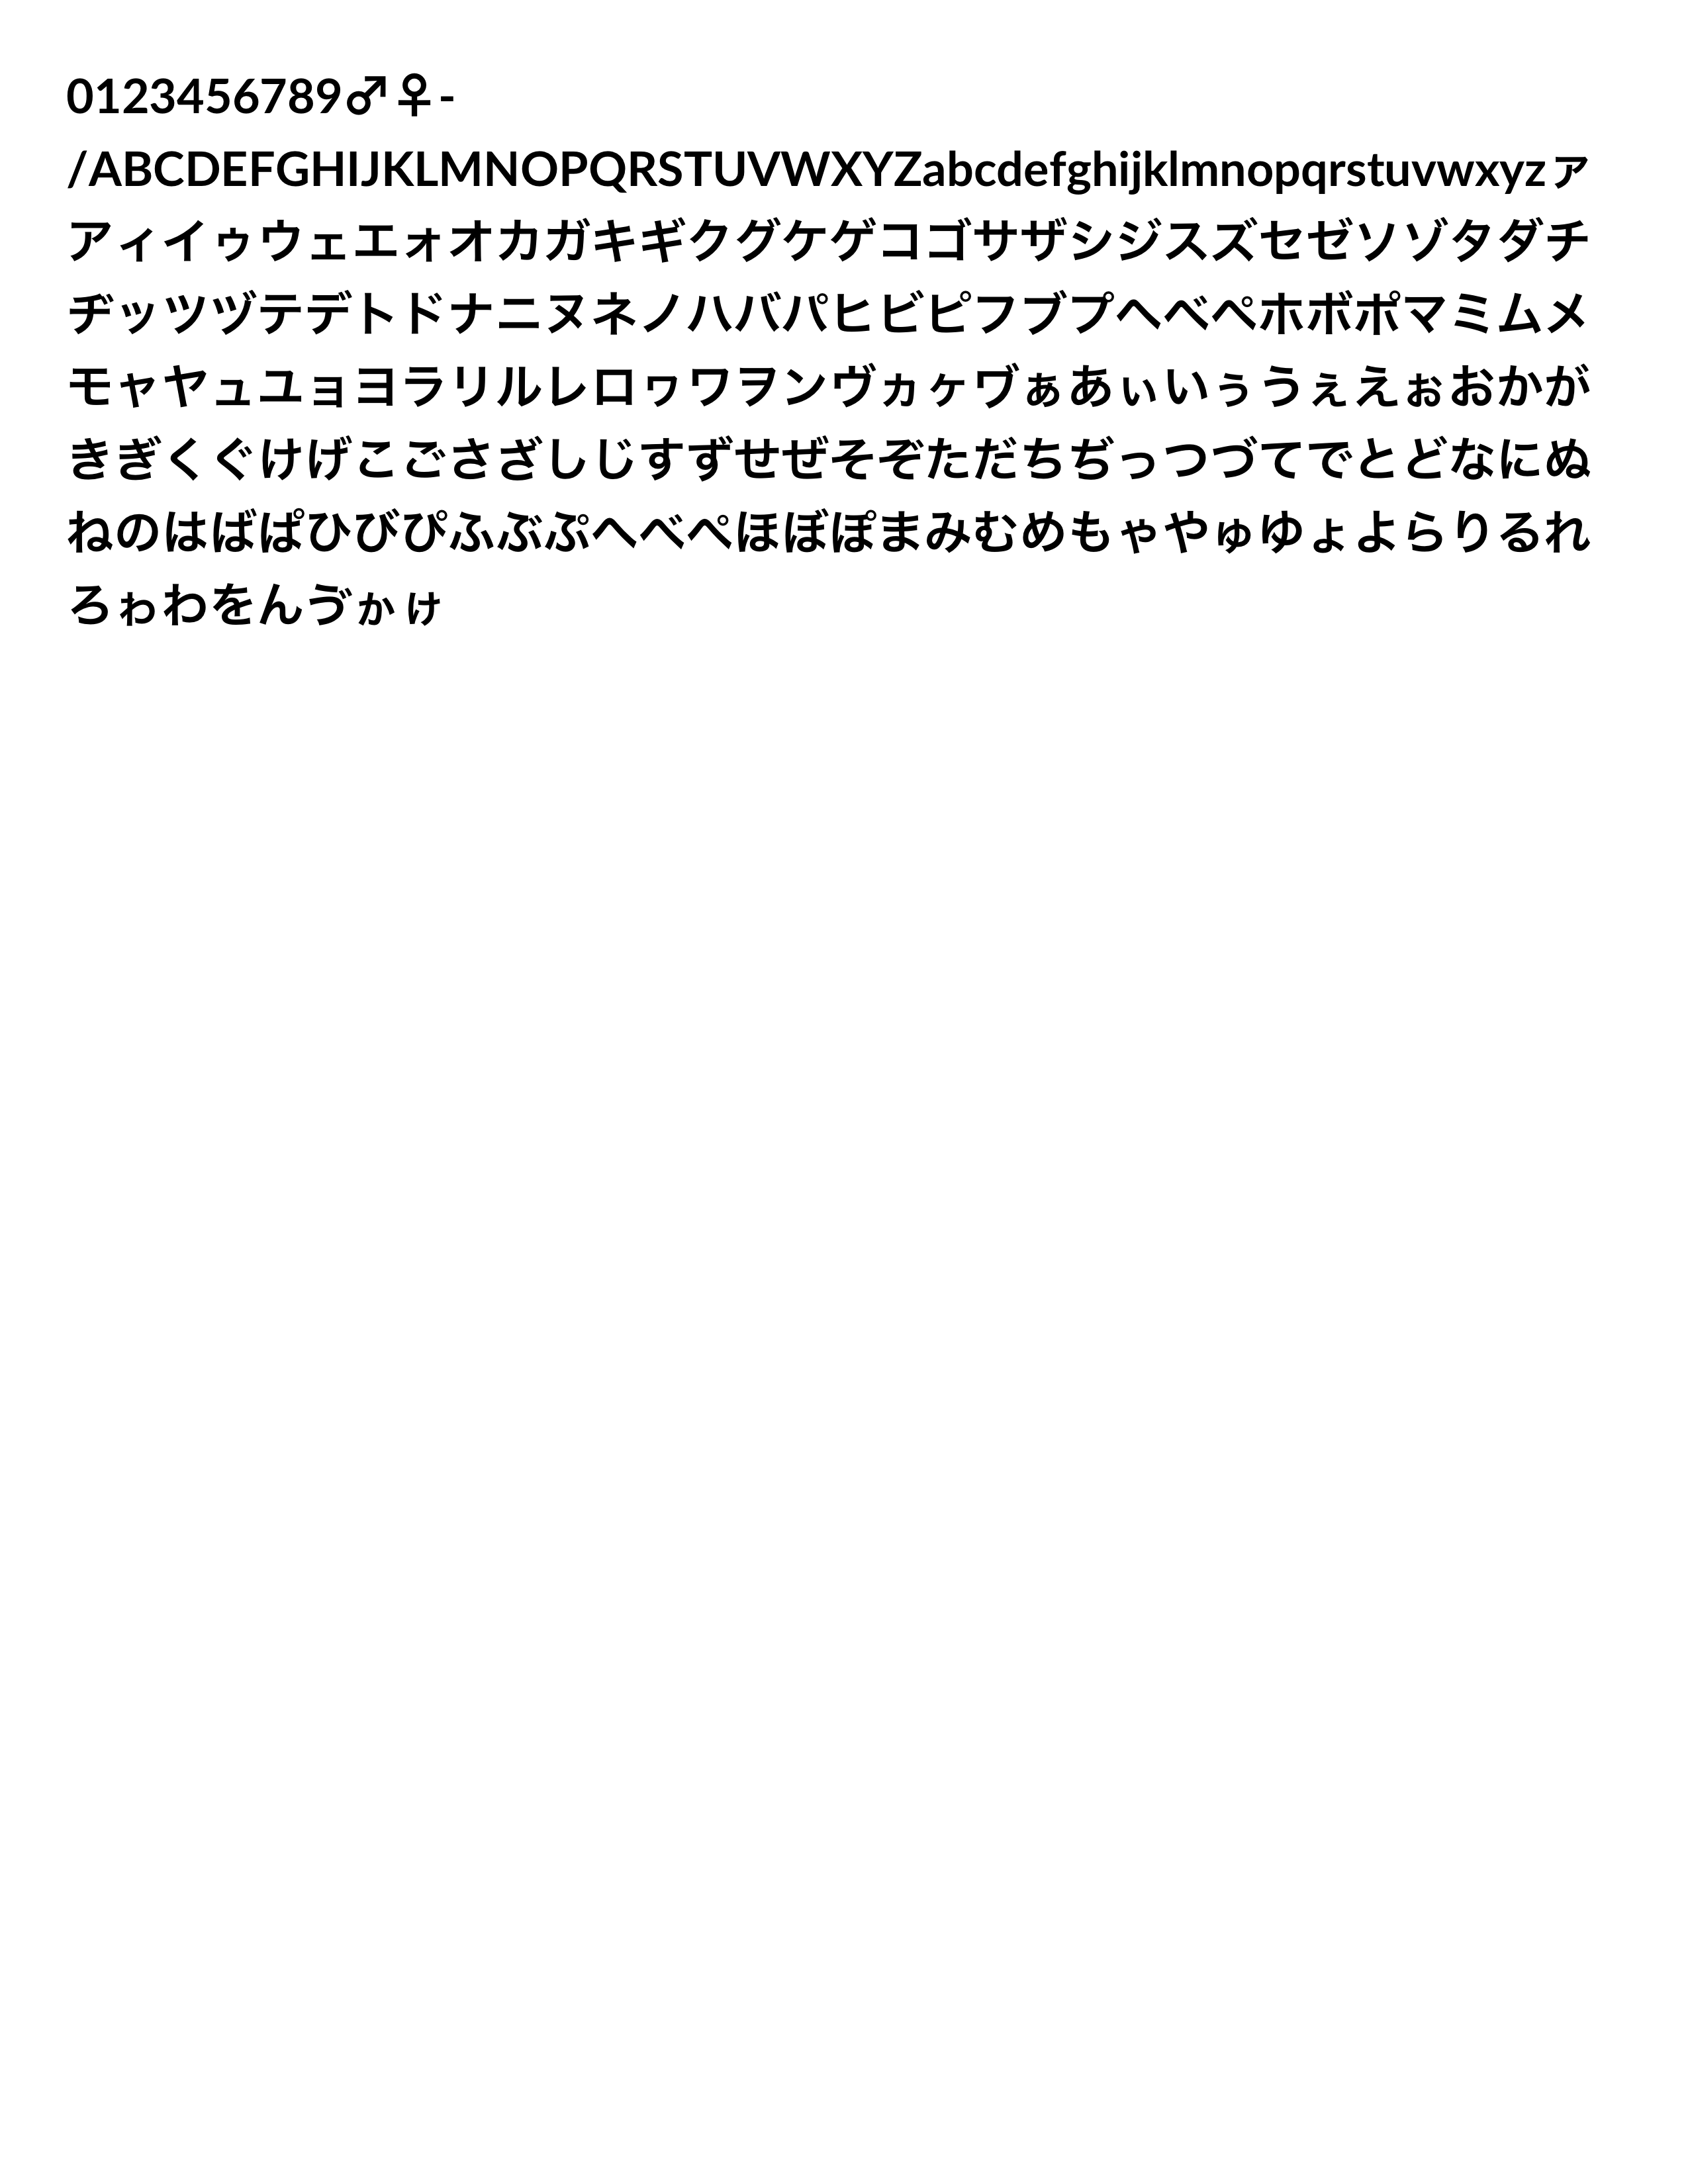 0123456789♂♀-
/ABCDEFGHIJKLMNOPQRSTUVWXYZabcdefghijklmnopqrstuvwxyzァ
アィイゥウェエォオカガキギクグケゲコゴサザシジスズセゼソゾタダチ
ヂッツヅテデトドナニヌネノハバパヒビピフブプヘベペホボポマミムメ
モャヤュユョヨラリルレロヮワヲンヴヵヶヷぁあぃいぅうぇえぉおかが
きぎくぐけげこごさざしじすずせぜそぞただちぢっつづてでとどなにぬ
ねのはばぱひびぴふぶぷへべぺほぼぽまみむめもゃやゅゆょよらりるれ
ろゎわをんゔゕゖ